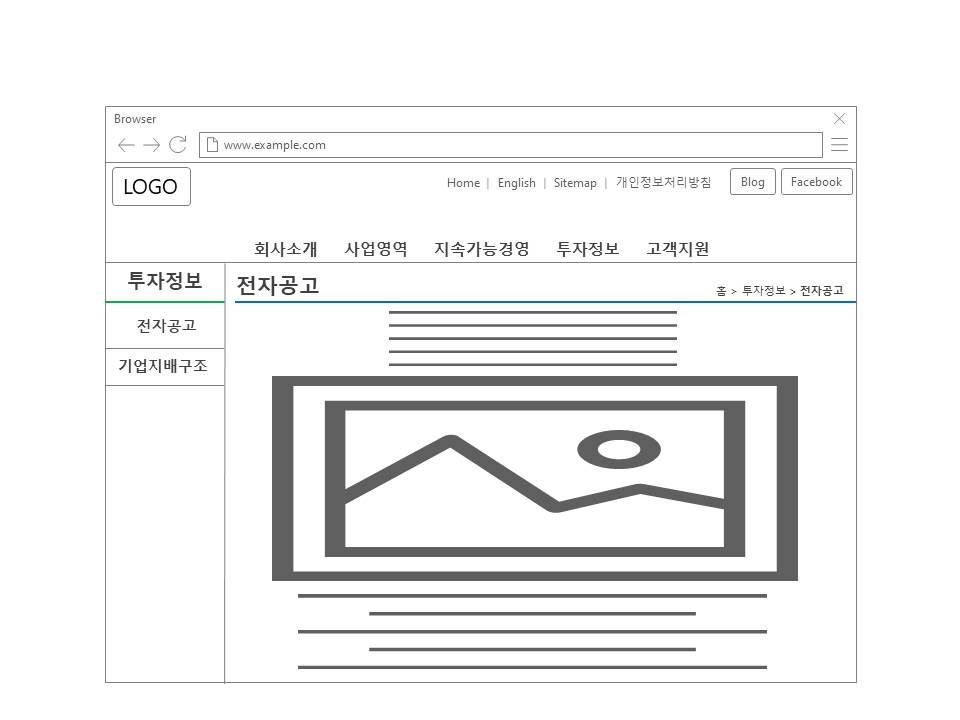 Browser
www.example.com
LOGO
Home | English | Sitemap | 개인정보처리방침
Blog
Facebook
회사소개 사업영역 지속가능경영 투자정보 고객지원
투자정보
전자공고
기업지배구조
전자공고
홈 > 투자정보 > 전자공고